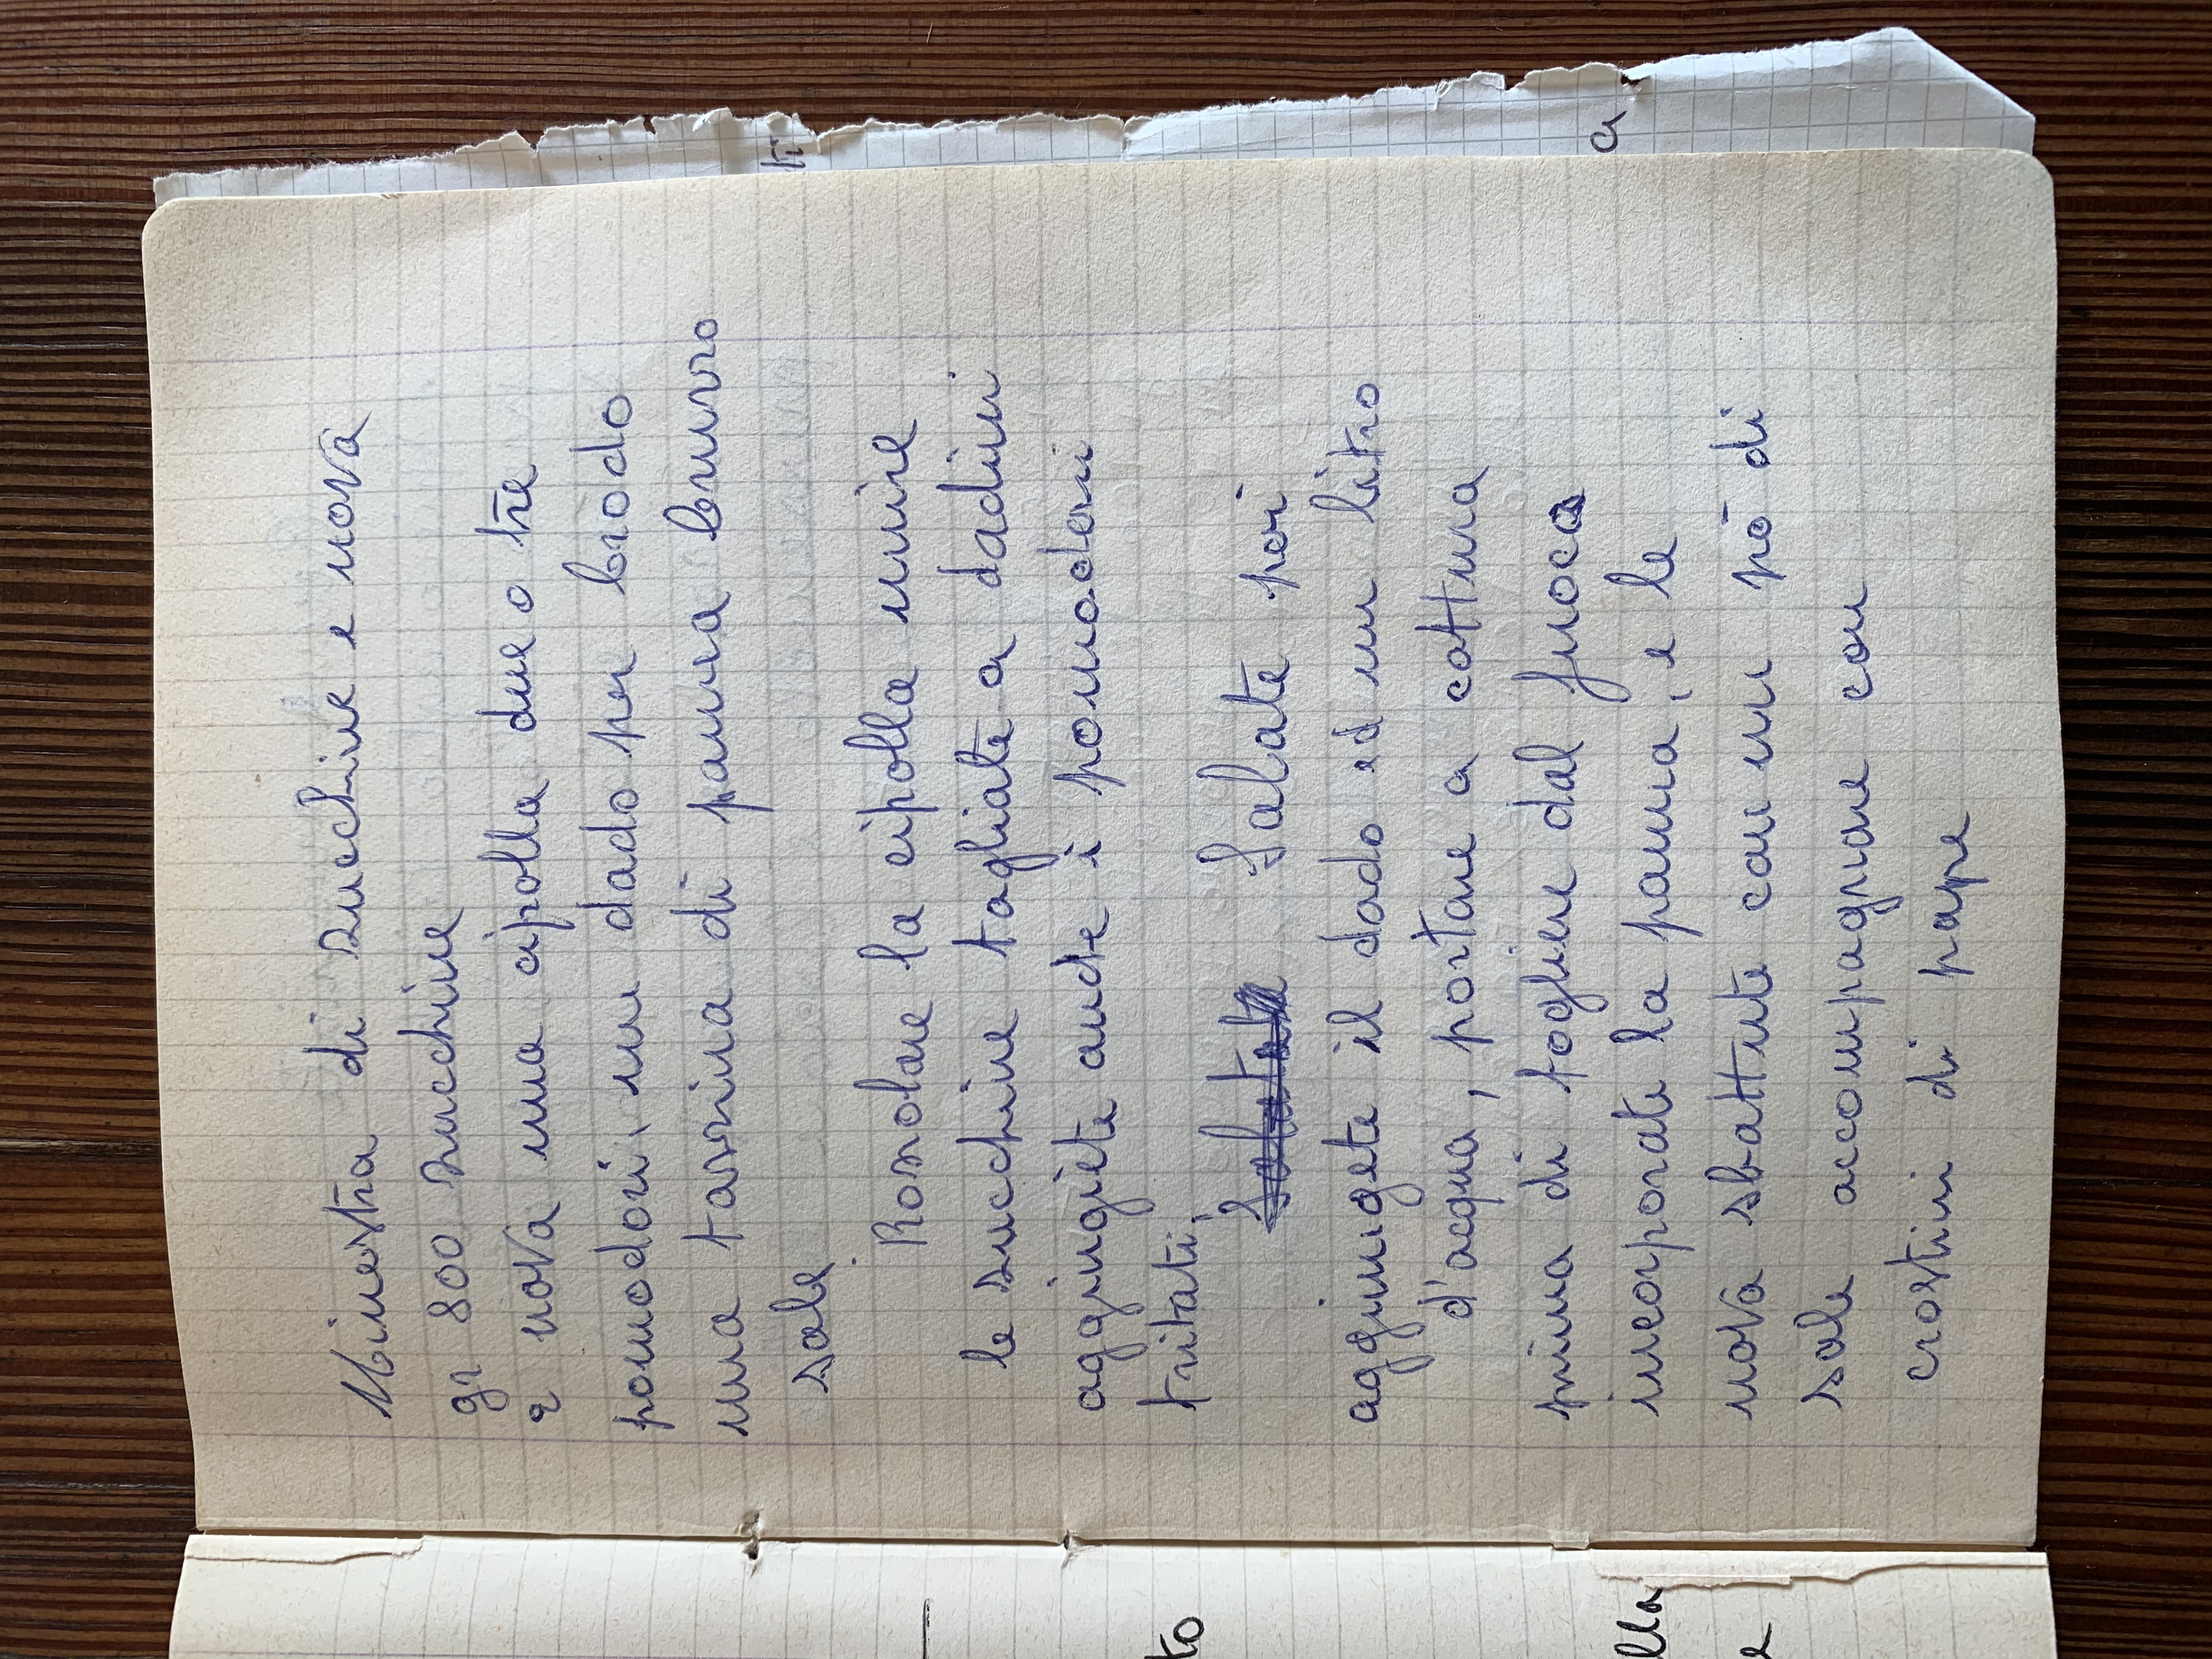 Minestra di zucchine e uova
gr 800 zucchine
2 uova una cipolla due o tre
pomodori, un dado per brodo
una tazzina di panna burro
sale
Rosolare la cipolla unire
le zucchine tagliate a dadini
aggiungiete anche i pomodori
tritati,
Salate poi
aggiungete il dado ed un litro
d'acqua, portare a cottura
prima di togliere dal fuoco
incorporate la panna, e le
uova sbattute con un pò di
sale accompagnare con
crostini di pane
to
lla
e
ti
a